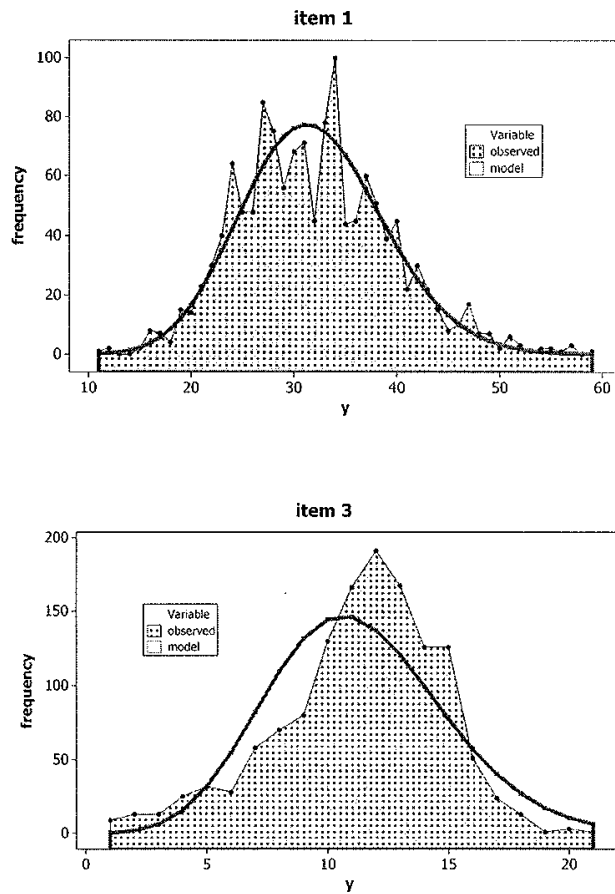 item 1
frequency
100
80
60
40
20
0
Variable
observed
model
10 20 30 40 50 60
y
item 3
frequency
200
150
100
50
0
Variable
observed
model
0 5 10 15 20
y